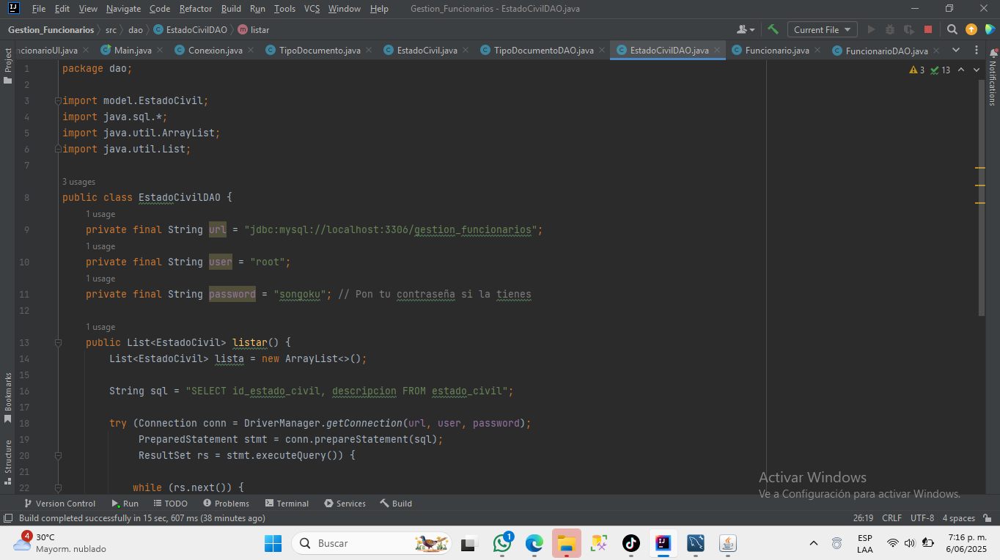 File Edit View Navigate Code Refactor Build Run Tools VCS Window Help Gestion_Funcionarios - EstadoCivilDAO.java
Gestion_Funcionarios src dao EstadoCivilDAO listar Current File
Project ncionarioUI.java Main.java Conexion.java TipoDocumento.java EstadoCivil.java TipoDocumentoDAO.java EstadoCivilDAO.java Funcionario.java FuncionarioDAO.java Notifications
1 package dao; 3 13
2
3 import model.EstadoCivil;
4 import java.sql.*;
5 import java.util.ArrayList;
6 import java.util.List;
7
3 usages
8 public class EstadoCivilDAO {
1 usage
9 private final String url = "jdbc:mysql://localhost:3306/gestion_funcionarios";
1 usage
10 private final String user = "root";
1 usage
11 private final String password = "songoku"; // Pon tu contraseña si la tienes
12
1 usage
13 public List<EstadoCivil> listar() {
14 List<EstadoCivil> lista = new ArrayList<>();
15
16 String sql = "SELECT id_estado_civil, descripcion FROM estado_civil";
17
18 try (Connection conn = DriverManager.getConnection(url, user, password);
19 PreparedStatement stmt = conn.prepareStatement(sql);
20 ResultSet rs = stmt.executeQuery()) {
21
22 while (rs.next()) {
Bookmarks
Structure
Activar Windows
Ve a Configuración para activar Windows.
Version Control Run TODO Problems Terminal Services Build
Build completed successfully in 15 sec, 607 ms (38 minutes ago) 26:19 CRLF UTF-8 4 spaces
4 30°C
Mayorm. nublado
Buscar
1
ESP
LAA
7:16 p. m.
6/06/2025